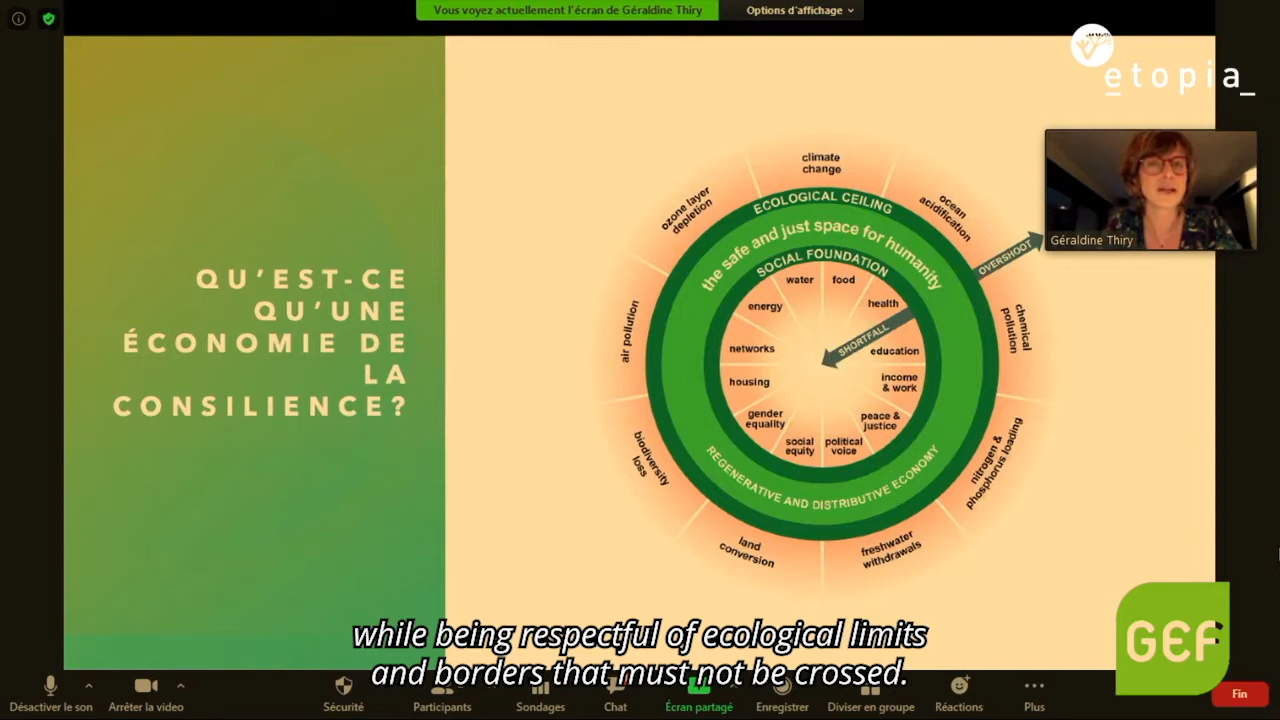 Vous voyez actuellement l'écran de Géraldine Thiry
Options d'affichage
etopia_
Géraldine Thiry
QU'EST-CE
QU'UNE
ÉCONOMIE DE
LA
CONSILIENCE?
climate
change
ocean
acidification
chemical
pollution
nitrogen &
phosphorus loading
freshwater
withdrawals
land
conversion
biodiversity
loss
air pollution
ozone layer
depletion
ECOLOGICAL CEILING
the safe and just space for humanity
SOCIAL FOUNDATION
OVERSHOOT
SHORTFALL
water
food
health
education
income
& work
peace &
justice
political
voice
social
equity
gender
equality
housing
networks
energy
REGENERATIVE AND DISTRIBUTIVE ECONOMY
GEF
while being respectful of ecological limits
and borders that must not be crossed.
Désactiver le son
Arrêter la video
Sécurité
Participants
Sondages
Chat
Écran partagé
Enregistrer
Diviser en groupe
Réactions
Plus
Fin